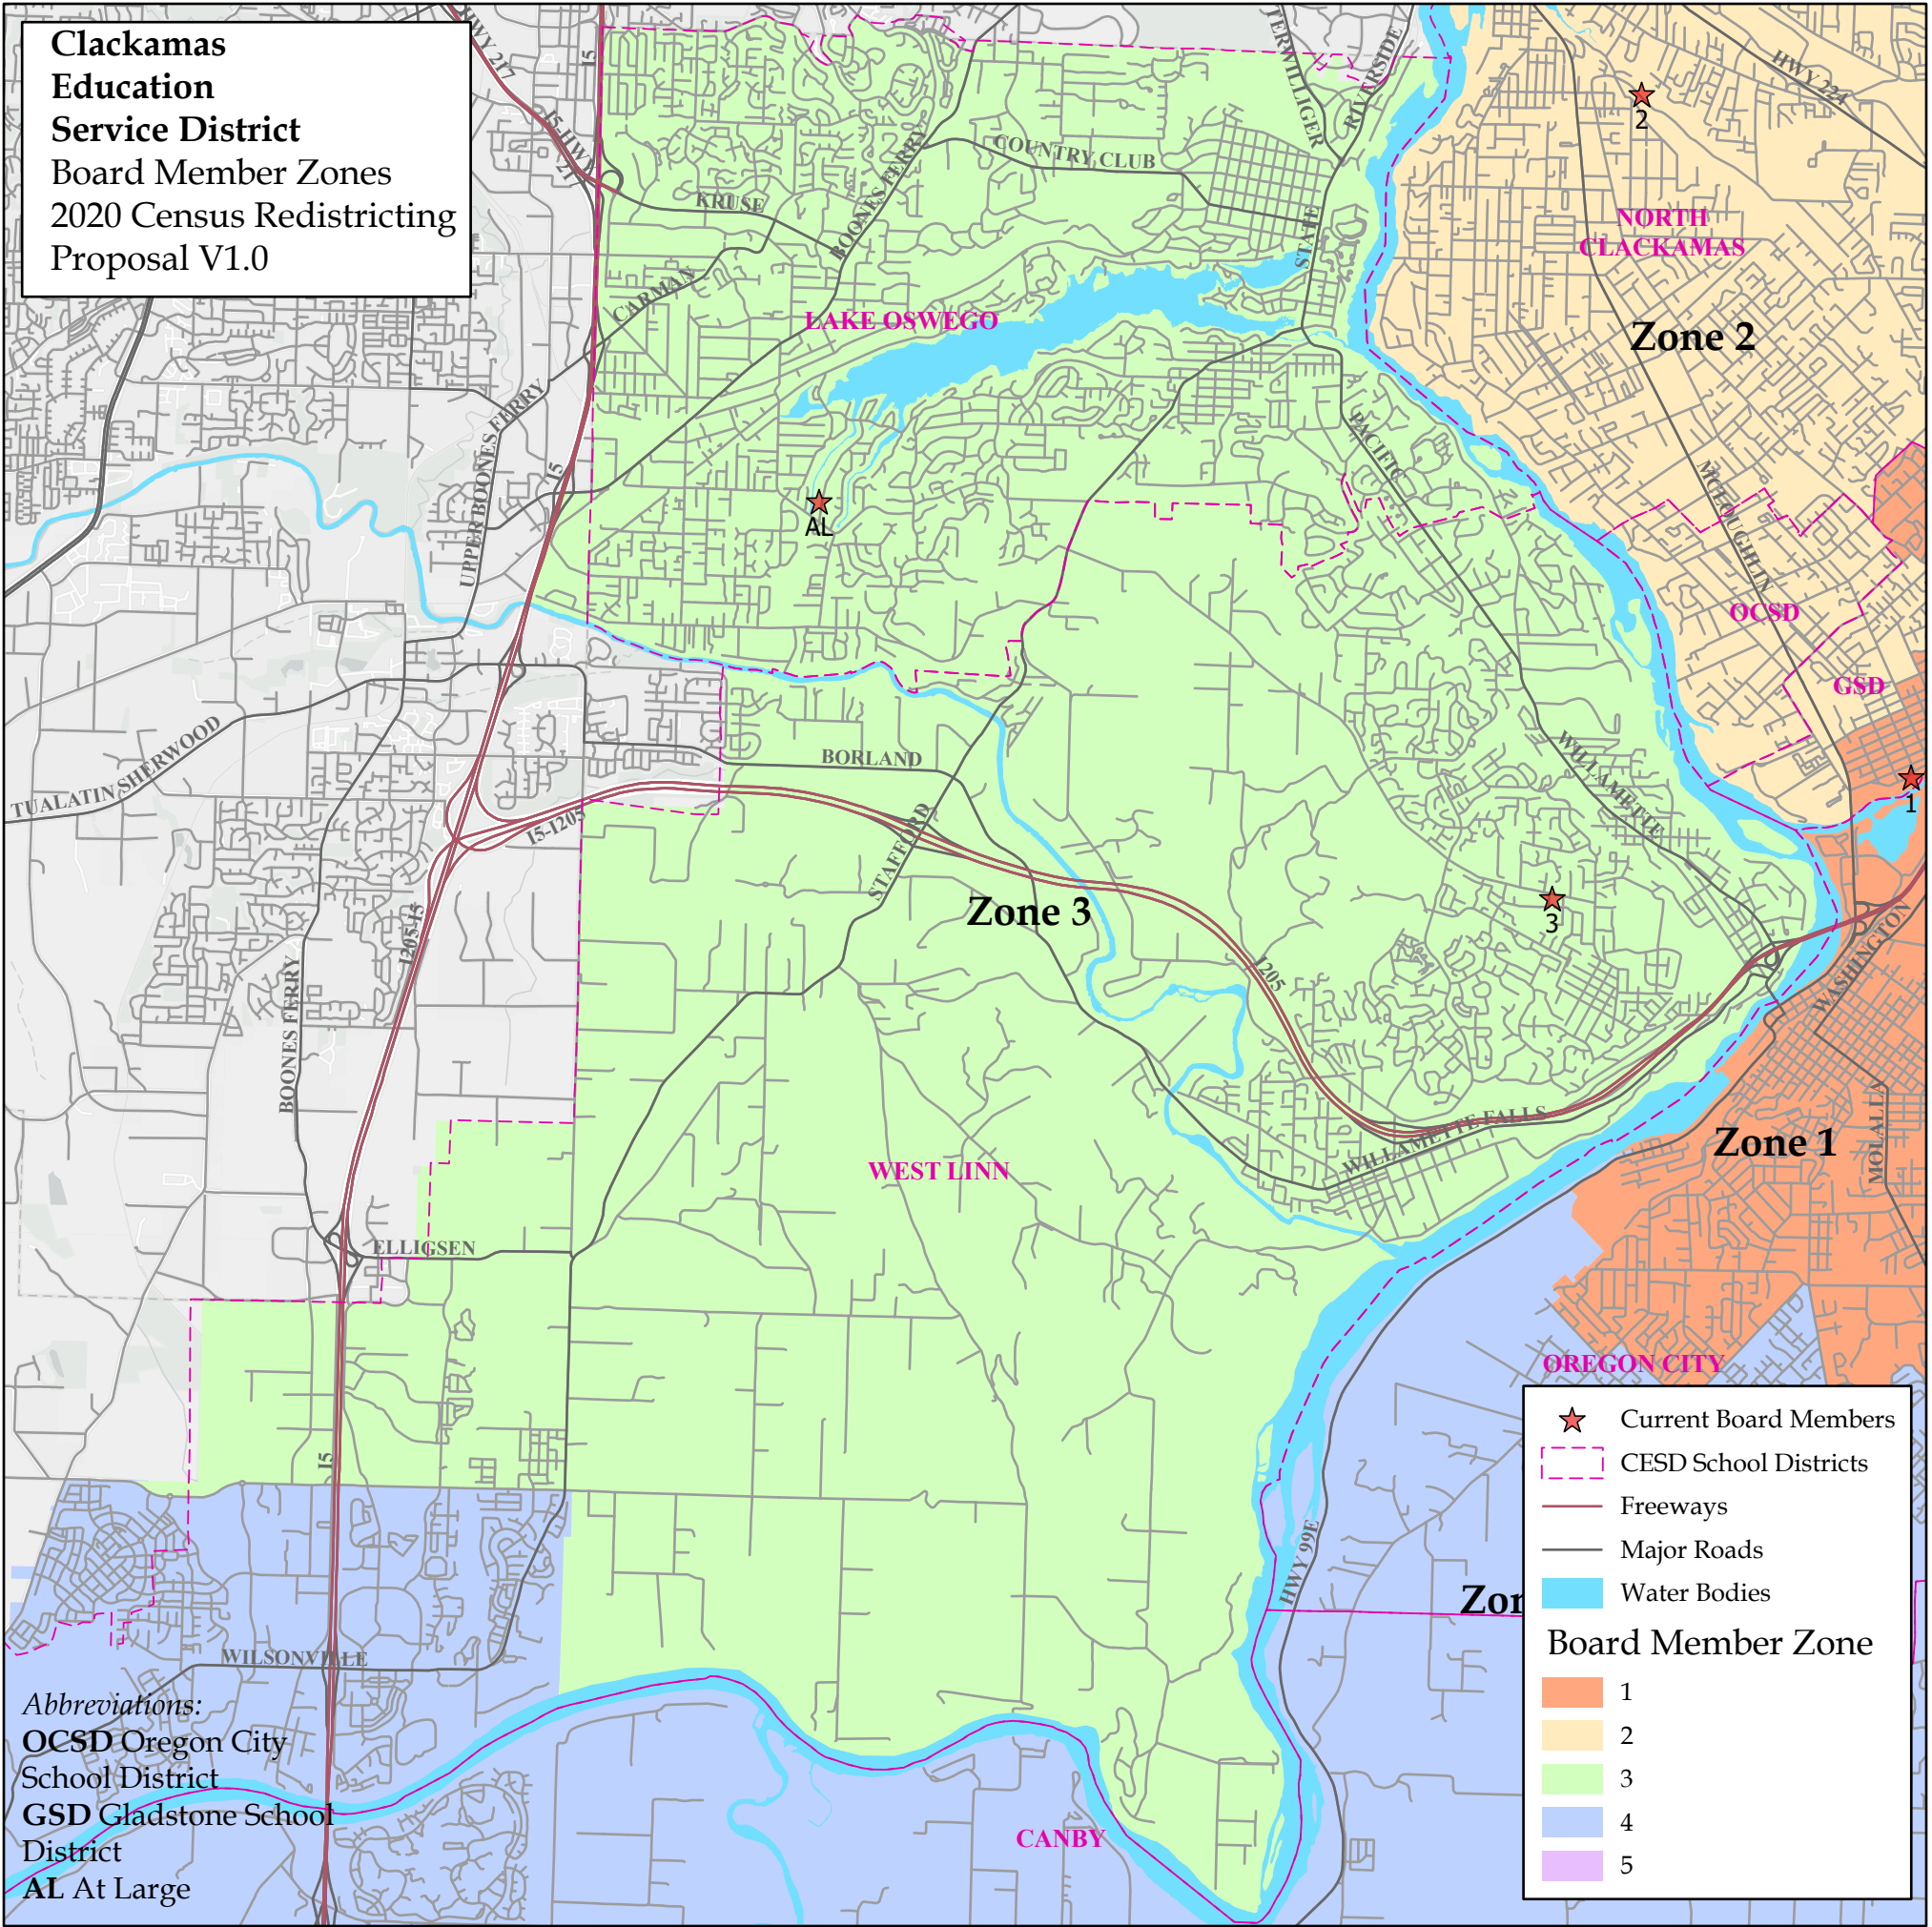 Clackamas
Education
Service District
Board Member Zones
2020 Census Redistricting
Proposal V1.0
HWY 217
I5
I5-HWY 217
TERWILLIGER
RIVERSIDE
HWY 224
2
COUNTRY CLUB
BOONES FERRY
KRUSE
STATE
NORTH
CLACKAMAS
CARMAN
LAKE OSWEGO
Zone 2
UPPER BOONES FERRY
I5
PACIFIC
MCLOUGHLIN
AL
OCSD
GSD
TUALATIN SHERWOOD
BORLAND
WILLAMETTE
1
I5-I205
STAFFORD
Zone 3
3
I205-I5
I205
WASHINGTON
BOONES FERRY
WILLAMETTE FALLS
Zone 1
MOLALLA
WEST LINN
ELLIGSEN
OREGON CITY
I5
HWY 99E
Zon
WILSONVILLE
CANBY
Abbreviations:
OCSD Oregon City
School District
GSD Gladstone School
District
AL At Large
Current Board Members
CESD School Districts
Freeways
Major Roads
Water Bodies
Board Member Zone
1
2
3
4
5